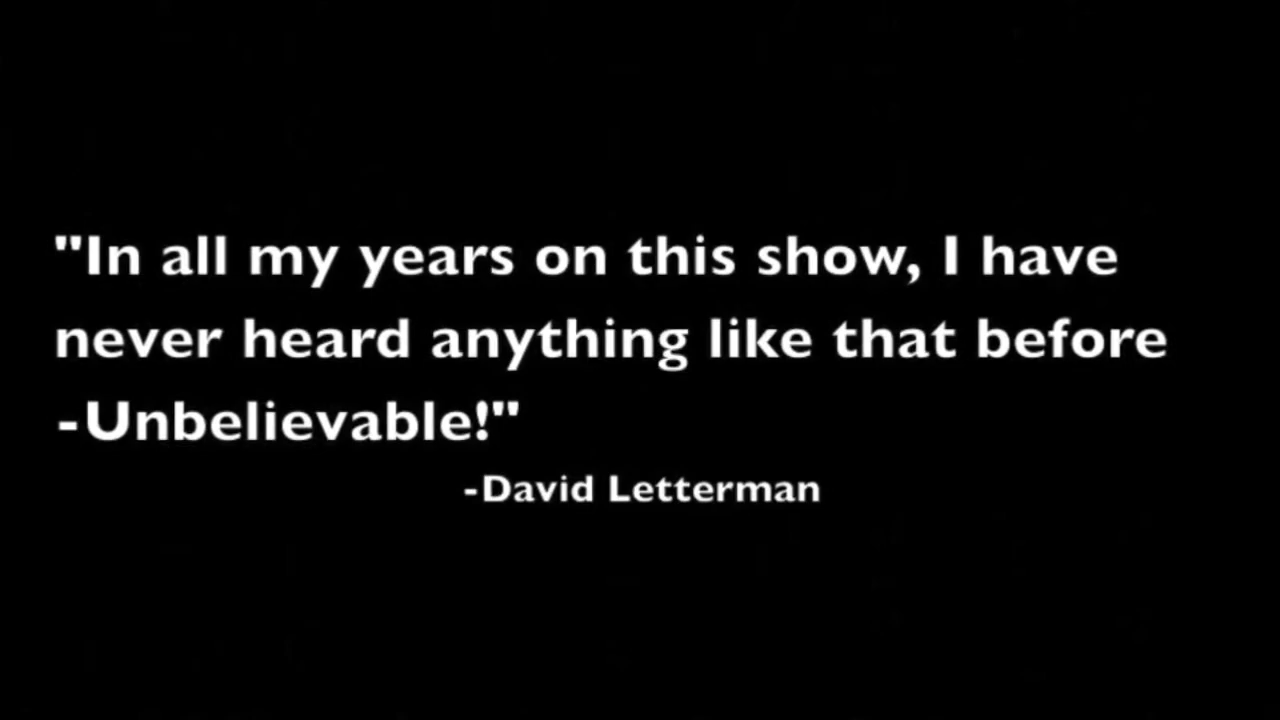 "In all my years on this show, I have
never heard anything like that before
-Unbelievable!"
-David Letterman